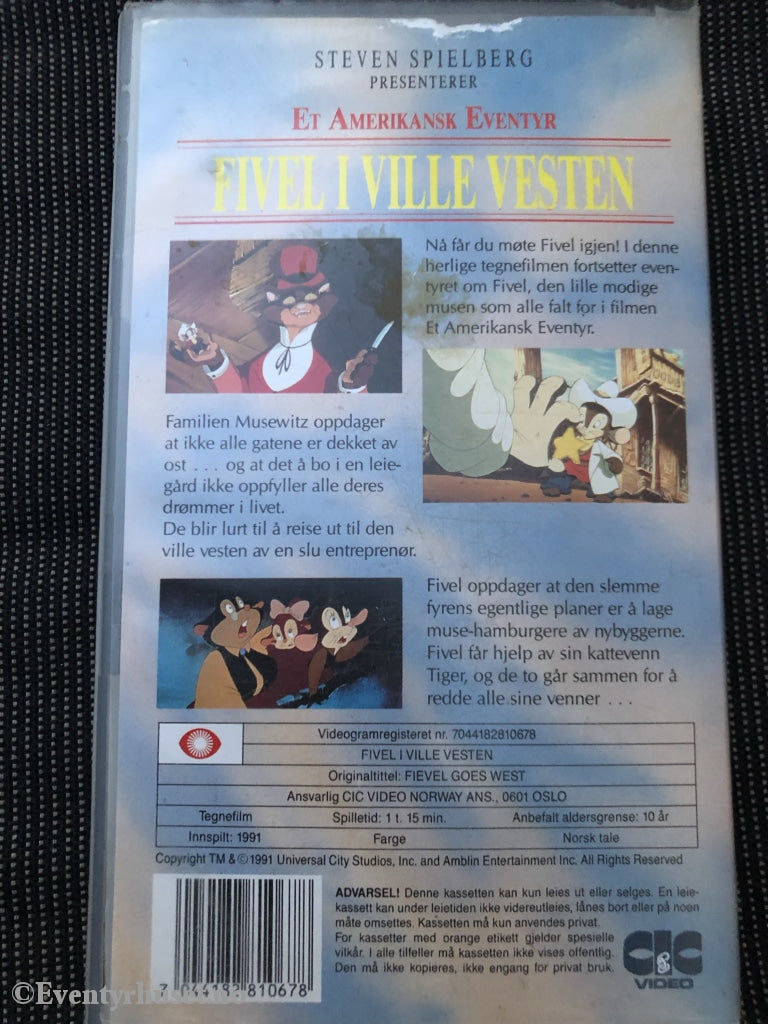 STEVEN SPIELBERG
PRESENTERER
ET AMERIKANSK EVENTYR
FIVEL I VILLE VESTEN
Nå får du møte Fivel igjen! I denne
herlige tegnefilmen fortsetter even-
tyret om Fivel, den lille modige
musen som alle falt for i filmen
Et Amerikansk Eventyr.
Familien Musewitz oppdager
at ikke alle gatene er dekket av
ost . . . og at det å bo i en leie-
gård ikke oppfyller alle deres
drømmer i livet.
De blir lurt til å reise ut til den
ville vesten av en slu entreprenør.
Fivel oppdager at den slemme
fyrens egentlige planer er å lage
muse-hamburgere av nybyggerne.
Fivel får hjelp av sin kattevenn
Tiger, og de to går sammen for å
redde alle sine venner . . .
Videogramregisteret nr. 7044182810678
FIVEL I VILLE VESTEN
Originaltittel: FIEVEL GOES WEST
Ansvarlig CIC VIDEO NORWAY ANS., 0601 OSLO
Tegnefilm Spilletid: 1 t. 15 min. Anbefalt aldersgrense: 10 år
Innspilt: 1991 Farge Norsk tale
Copyright TM & © 1991 Universal City Studios, Inc. and Amblin Entertainment Inc. All Rights Reserved
ADVARSEL! Denne kassetten kan kun leies ut eller selges. En leie-
kassett kan under leietiden ikke videreutleies, lånes bort eller på noen
måte omsettes. Kassetten må kun anvendes privat.
For kassetter med orange etikett gjelder spesielle
vilkår. I alle tilfeller må kassetten ikke vises offentlig.
Den må ikke kopieres, ikke engang for privat bruk.
CIC
VIDEO
7 044182 810678